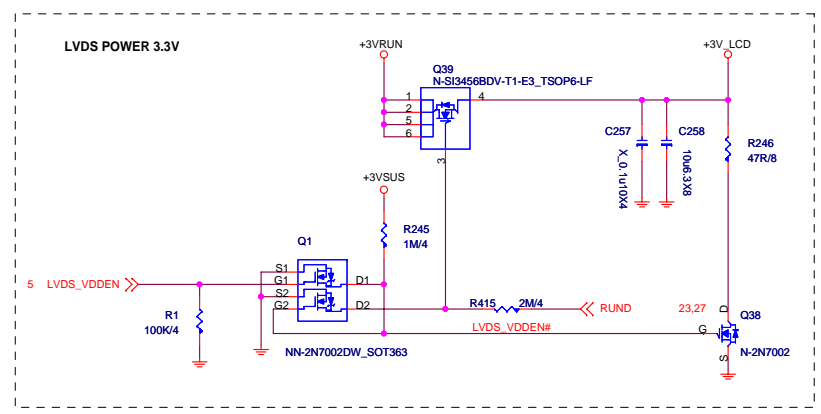 LVDS POWER 3.3V
+3VRUN
+3V_LCD
Q39
N-SI3456BDV-T1-E3_TSOP6-LF
1
2
5
6
4
3
C257
X_0.1u10X4
C258
10u6.3X8
R246
47R/8
+3VSUS
R245
1M/4
Q1
S1
G1
S2
G2
D1
D2
5 LVDS_VDDEN
R1
100K/4
R415 2M/4
RUND
23,27
LVDS_VDDEN#
NN-2N7002DW_SOT363
D
G
S
Q38
N-2N7002